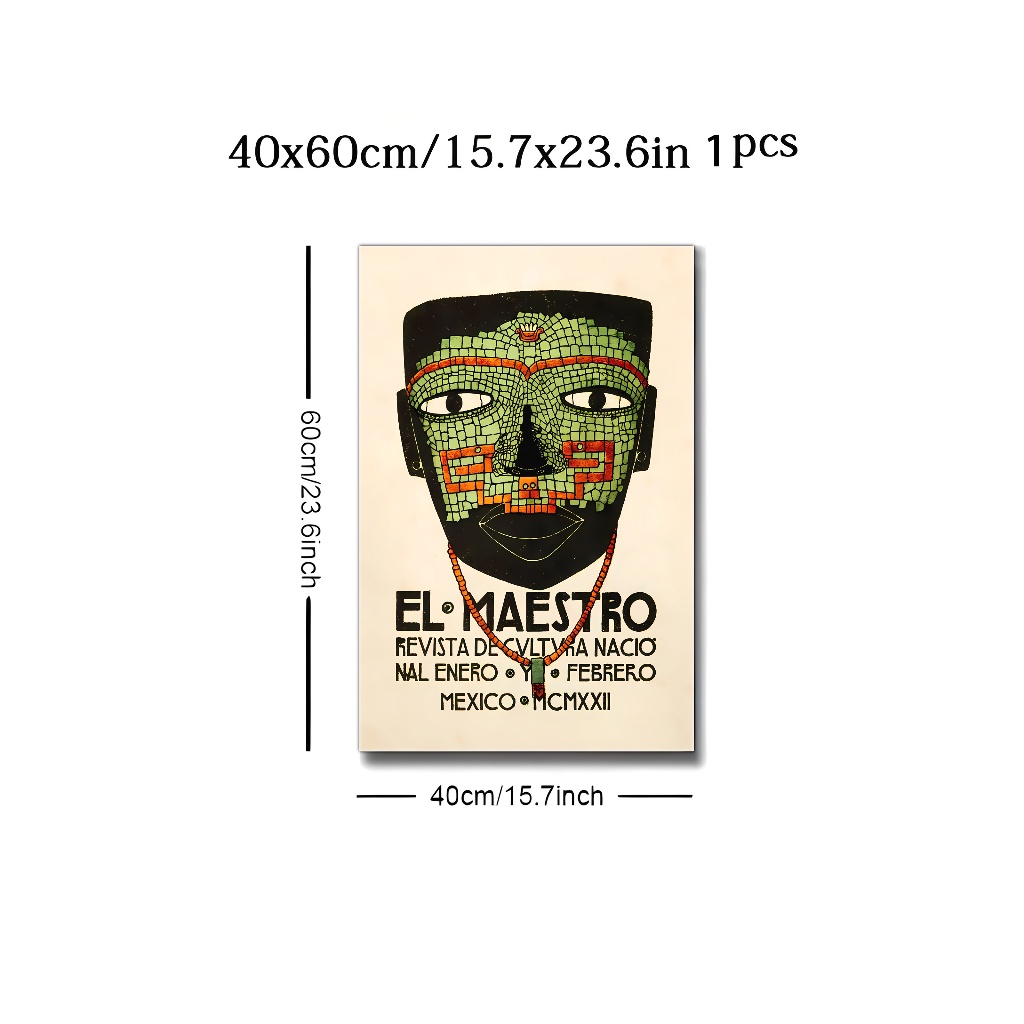 40x60cm/15.7x23.6in 1pcs
60cm/23.6inch
EL MAESTRO
REVISTA DE CVLTVRA NACIO
NAL ENERO Y FEBRERO
MEXICO MCMXXII
40cm/15.7inch